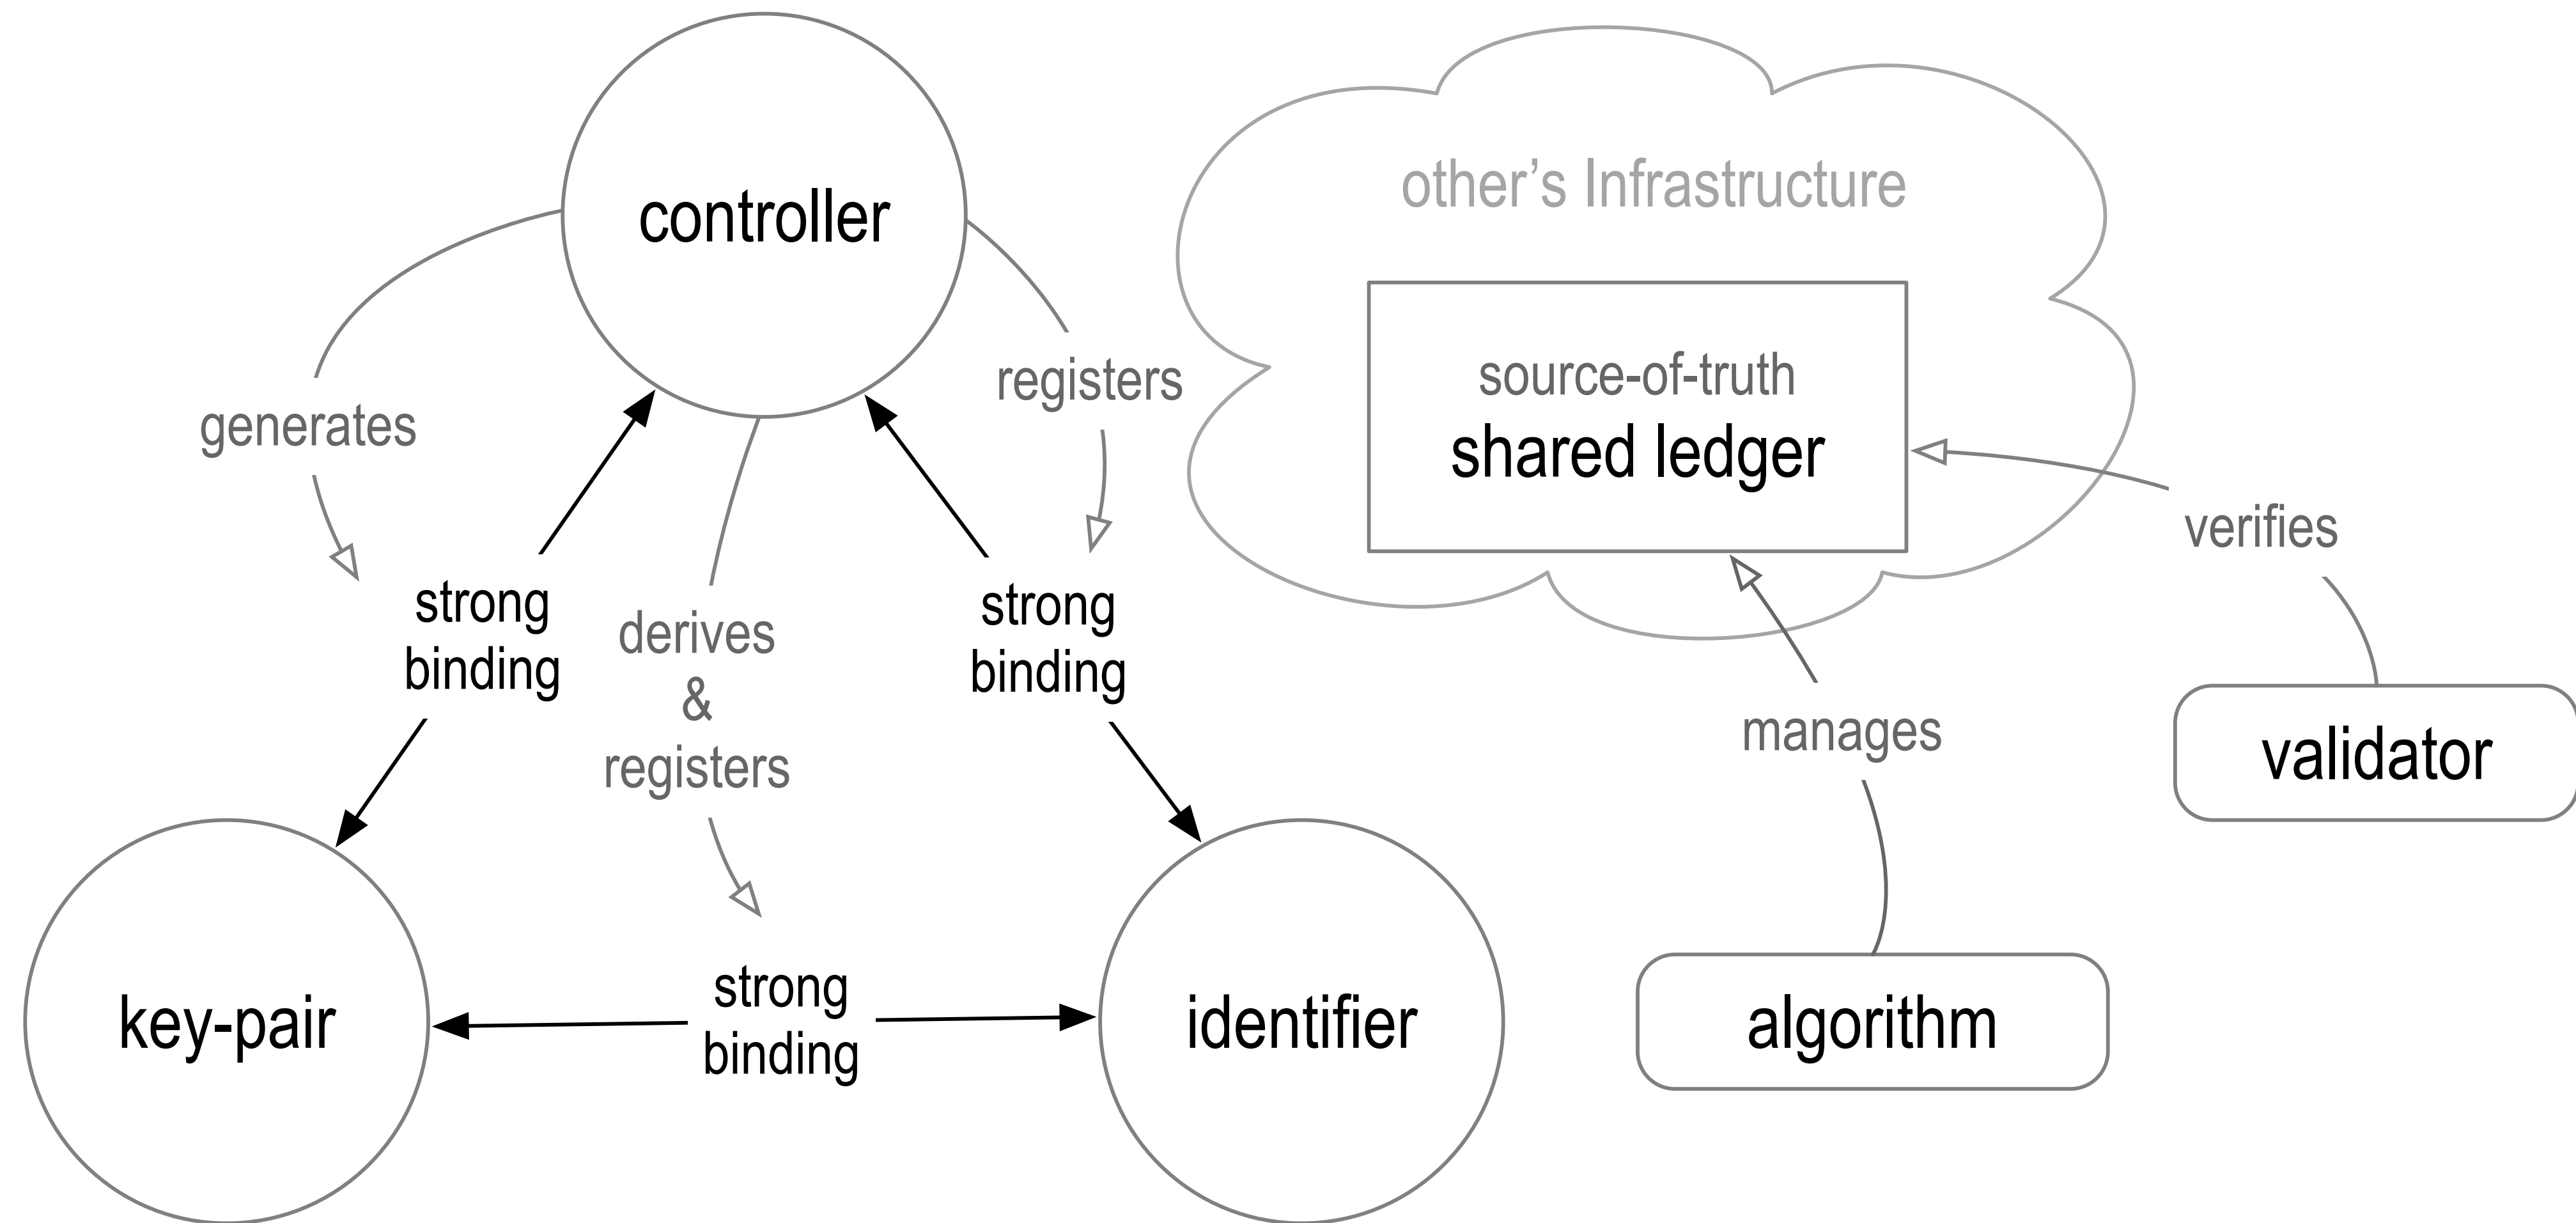 controller
other’s Infrastructure
registers
source-of-truth
shared ledger
generates
verifies
strong
binding
derives
&
registers
strong
binding
manages
validator
key-pair
strong
binding
identifier
algorithm